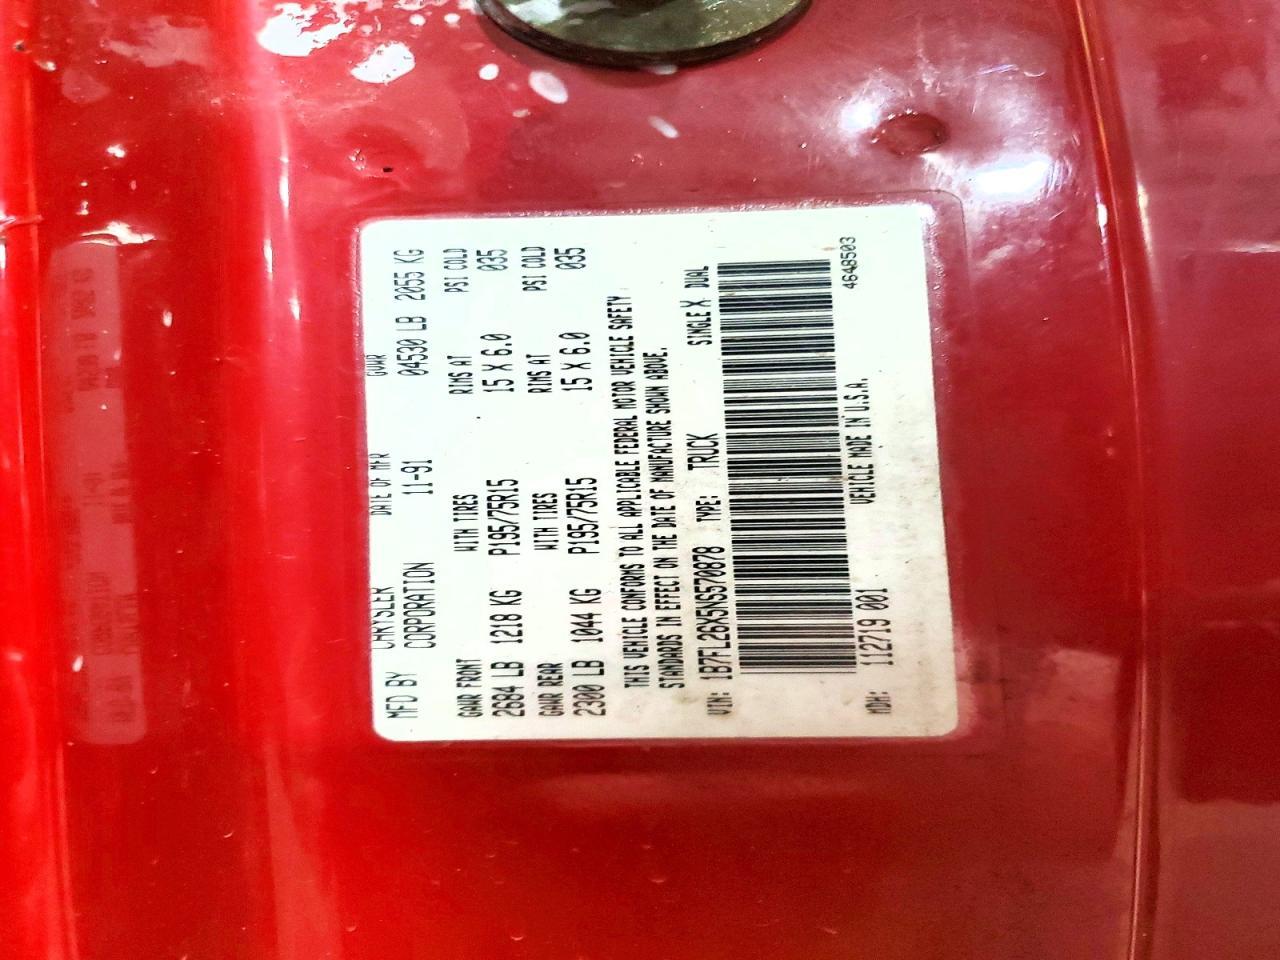 MFD BY CHRYSLER CORPORATION DATE OF MFR 11-91 GVWR 04530 LB 2055 KG
GAWR FRONT WITH TIRES RIMS AT PSI COLD
2684 LB 1218 KG P195/75R15 15 X 6.0 035
GAWR REAR WITH TIRES RIMS AT PSI COLD
2300 LB 1044 KG P195/75R15 15 X 6.0 035
THIS VEHICLE CONFORMS TO ALL APPLICABLE FEDERAL MOTOR VEHICLE SAFETY
STANDARDS IN EFFECT ON THE DATE OF MANUFACTURE SHOWN ABOVE.
VIN: 1B7FL26X5NS570878 TYPE: TRUCK SINGLE X DUAL
VEHICLE MADE IN U.S.A. 4648503
MDH: 112719 001